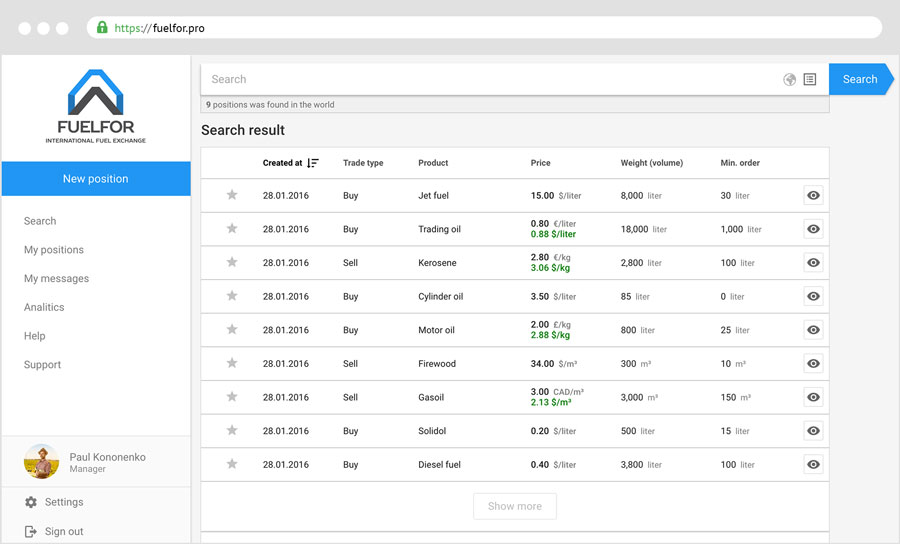 https://fuelfor.pro
FUELFOR
INTERNATIONAL FUEL EXCHANGE
New position
Search
My positions
My messages
Analitics
Help
Support
Paul Kononenko
Manager
Settings
Sign out
Search
Search
9 positions was found in the world
Search result
Created at Trade type Product Price Weight (volume) Min. order
28.01.2016 Buy Jet fuel 15.00 $/liter 8,000 liter 30 liter
28.01.2016 Buy Trading oil 0.80 €/liter 18,000 liter 1,000 liter
0.88 $/liter
28.01.2016 Sell Kerosene 2.80 €/kg 2,800 liter 100 liter
3.06 $/kg
28.01.2016 Buy Cylinder oil 3.50 $/liter 85 liter 0 liter
28.01.2016 Buy Motor oil 2.00 £/kg 800 liter 25 liter
2.88 $/kg
28.01.2016 Sell Firewood 34.00 $/m³ 300 m³ 10 m³
28.01.2016 Sell Gasoil 3.00 CAD/m³ 3,000 m³ 150 m³
2.13 $/m³
28.01.2016 Buy Solidol 0.20 $/liter 500 liter 15 liter
28.01.2016 Buy Diesel fuel 0.40 $/liter 3,800 liter 100 liter
Show more